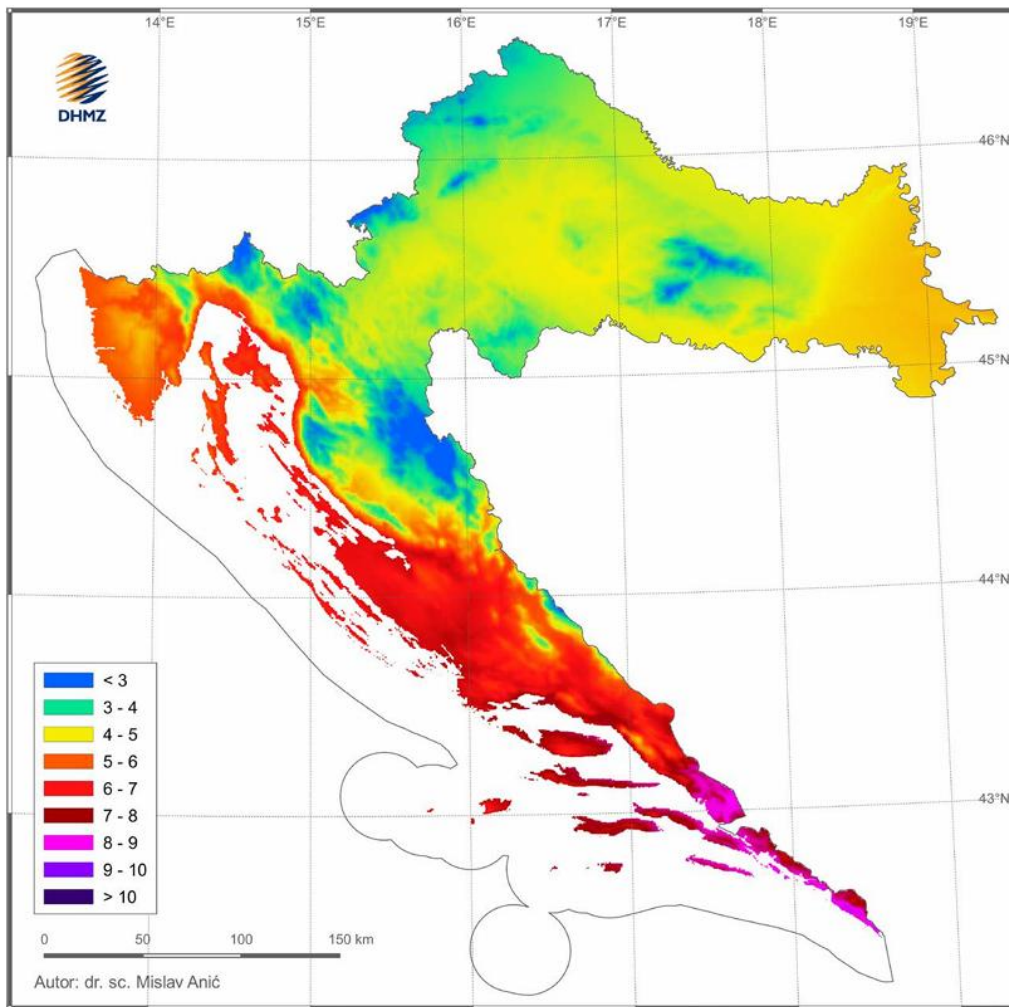 14°E 15°E 16°E 17°E 18°E 19°E
DHMZ
46°N
45°N
44°N
43°N
< 3
3 - 4
4 - 5
5 - 6
6 - 7
7 - 8
8 - 9
9 - 10
> 10
0 50 100 150 km
Autor: dr. sc. Mislav Anić